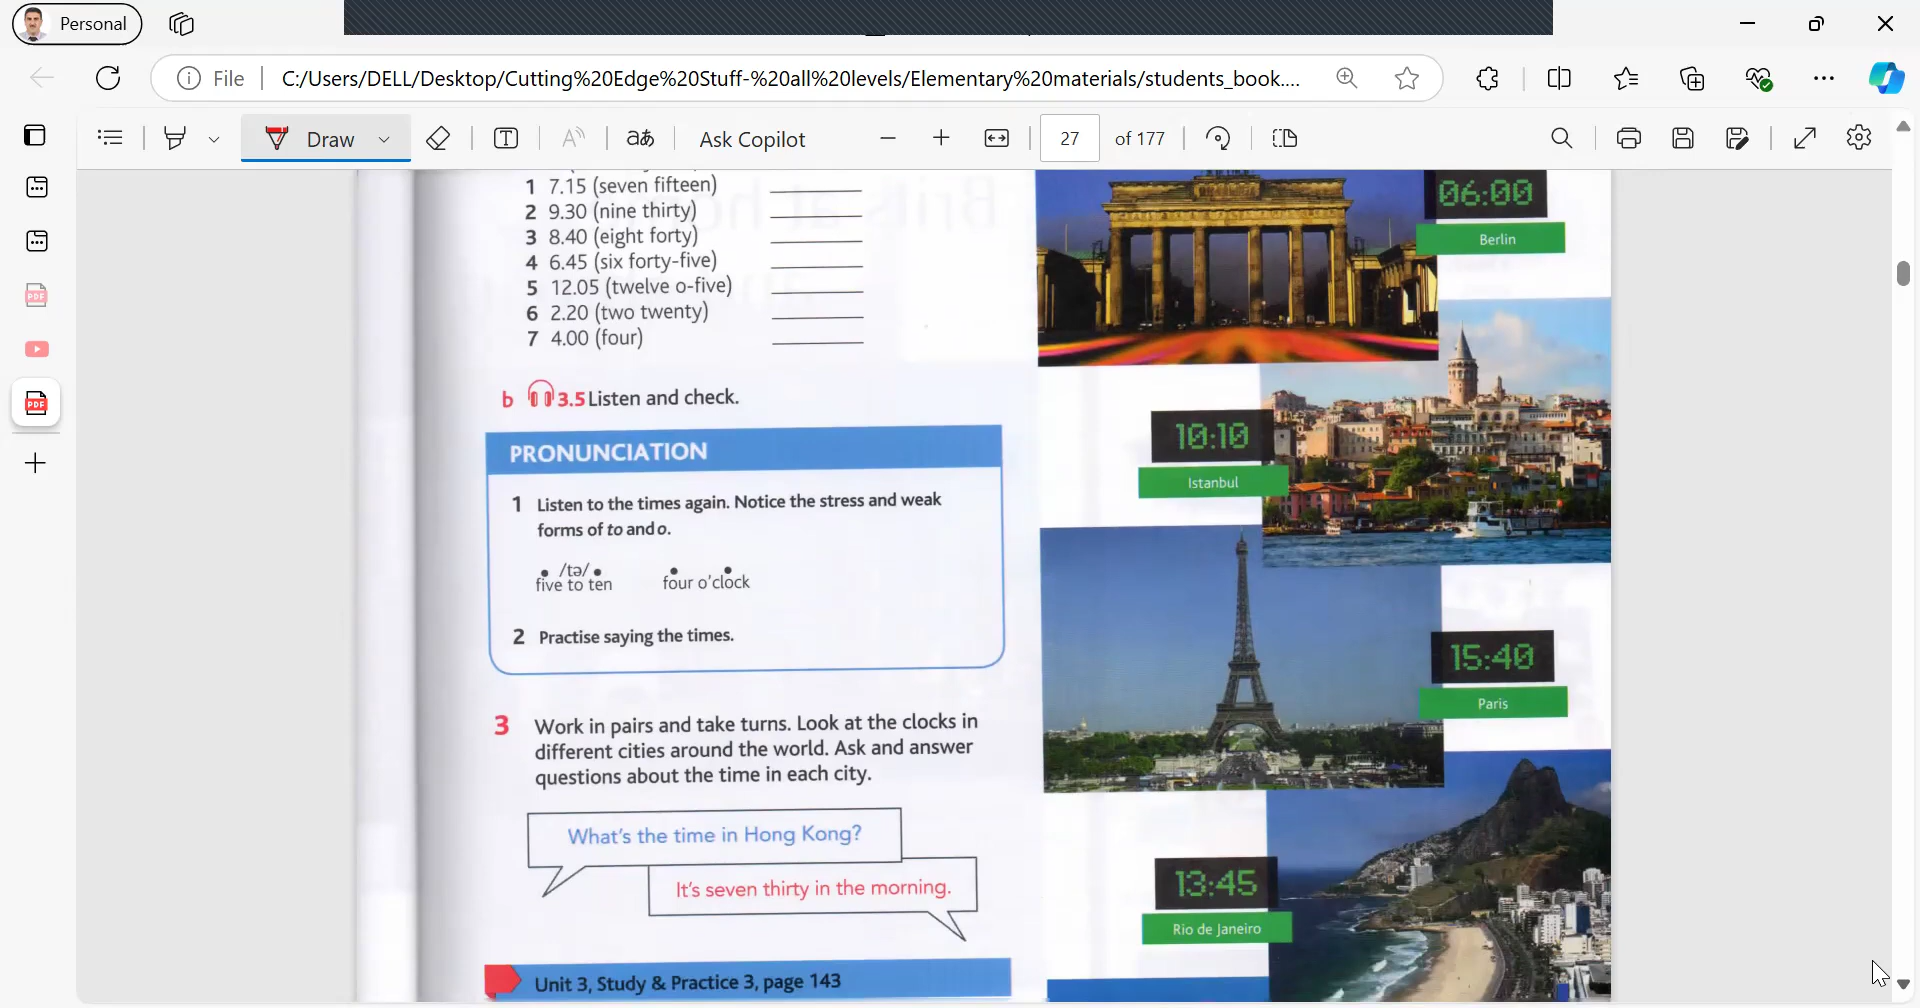 Personal
File
C:/Users/DELL/Desktop/Cutting%20Edge%20Stuff-%20all%20levels/Elementary%20materials/students_book....
Draw
Ask Copilot
27
of 177
1 7.15 (seven fifteen)
2 9.30 (nine thirty)
3 8.40 (eight forty)
4 6.45 (six forty-five)
5 12.05 (twelve o-five)
6 2.20 (two twenty)
7 4.00 (four)
b 3.5 Listen and check.
PRONUNCIATION
1 Listen to the times again. Notice the stress and weak
forms of to and o.
/tə/
five to ten four o'clock
2 Practise saying the times.
3 Work in pairs and take turns. Look at the clocks in
different cities around the world. Ask and answer
questions about the time in each city.
What's the time in Hong Kong?
It's seven thirty in the morning.
Unit 3, Study & Practice 3, page 143
06:00
Berlin
10:10
Istanbul
15:40
Paris
13:45
Rio de Janeiro